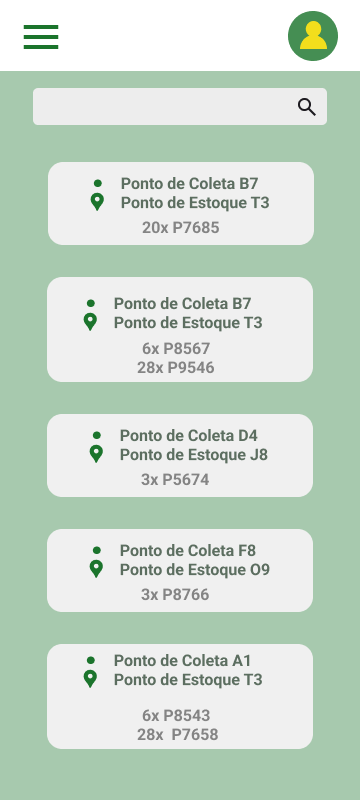 Ponto de Coleta B7
Ponto de Estoque T3
20x P7685
Ponto de Coleta B7
Ponto de Estoque T3
6x P8567
28x P9546
Ponto de Coleta D4
Ponto de Estoque J8
3x P5674
Ponto de Coleta F8
Ponto de Estoque O9
3x P8766
Ponto de Coleta A1
Ponto de Estoque T3
6x P8543
28x P7658